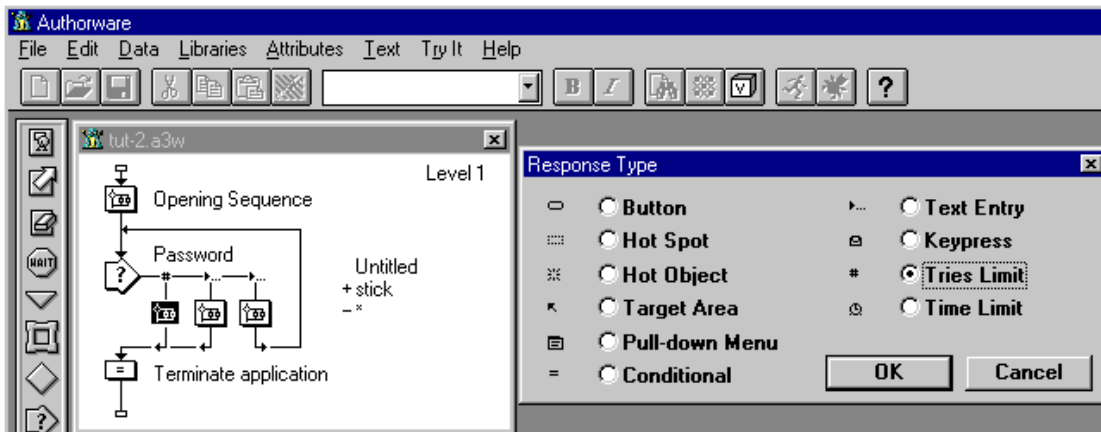 Authorware
File Edit Data Libraries Attributes Text Try It Help
B I V ?
tut-2.a3w
Level 1
Opening Sequence
Password
?
#
Untitled
+ stick
– *
=
Terminate application
WAIT
?
Response Type
Button
Hot Spot
Hot Object
Target Area
Pull-down Menu
= Conditional
Text Entry
Keypress
# Tries Limit
Time Limit
OK Cancel